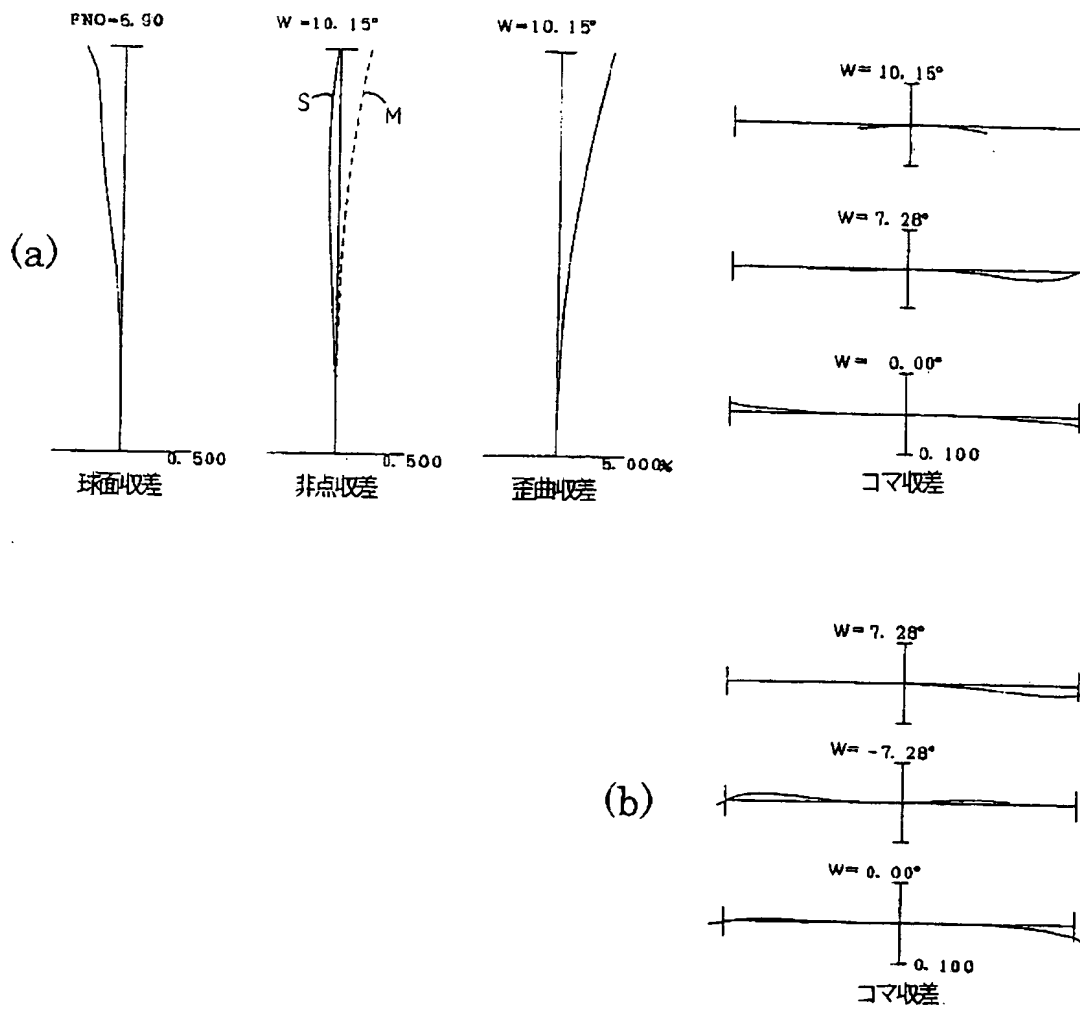 FNO=5.90
W=10.15°
W=10.15°
W=10.15°
S
M
W=7.28°
(a)
W= 0.00°
0.500
0.500
5.000%
0.100
球面収差
非点収差
歪曲収差
コマ収差
W=7.28°
W=-7.28°
(b)
W=0.00°
0.100
コマ収差